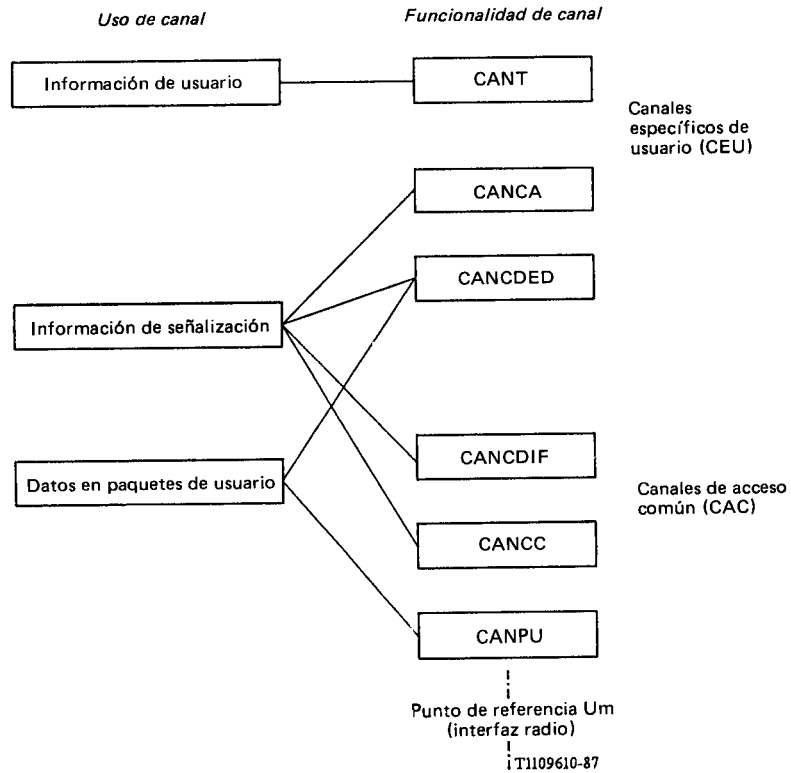 Uso de canal
Funcionalidad de canal
Información de usuario
CANT
Canales
específicos de
usuario (CEU)
CANCA
CANCDED
Información de señalización
CANCDIF
Datos en paquetes de usuario
Canales de acceso
común (CAC)
CANCC
CANPU
Punto de referencia Um
(interfaz radio)
T1109610-87